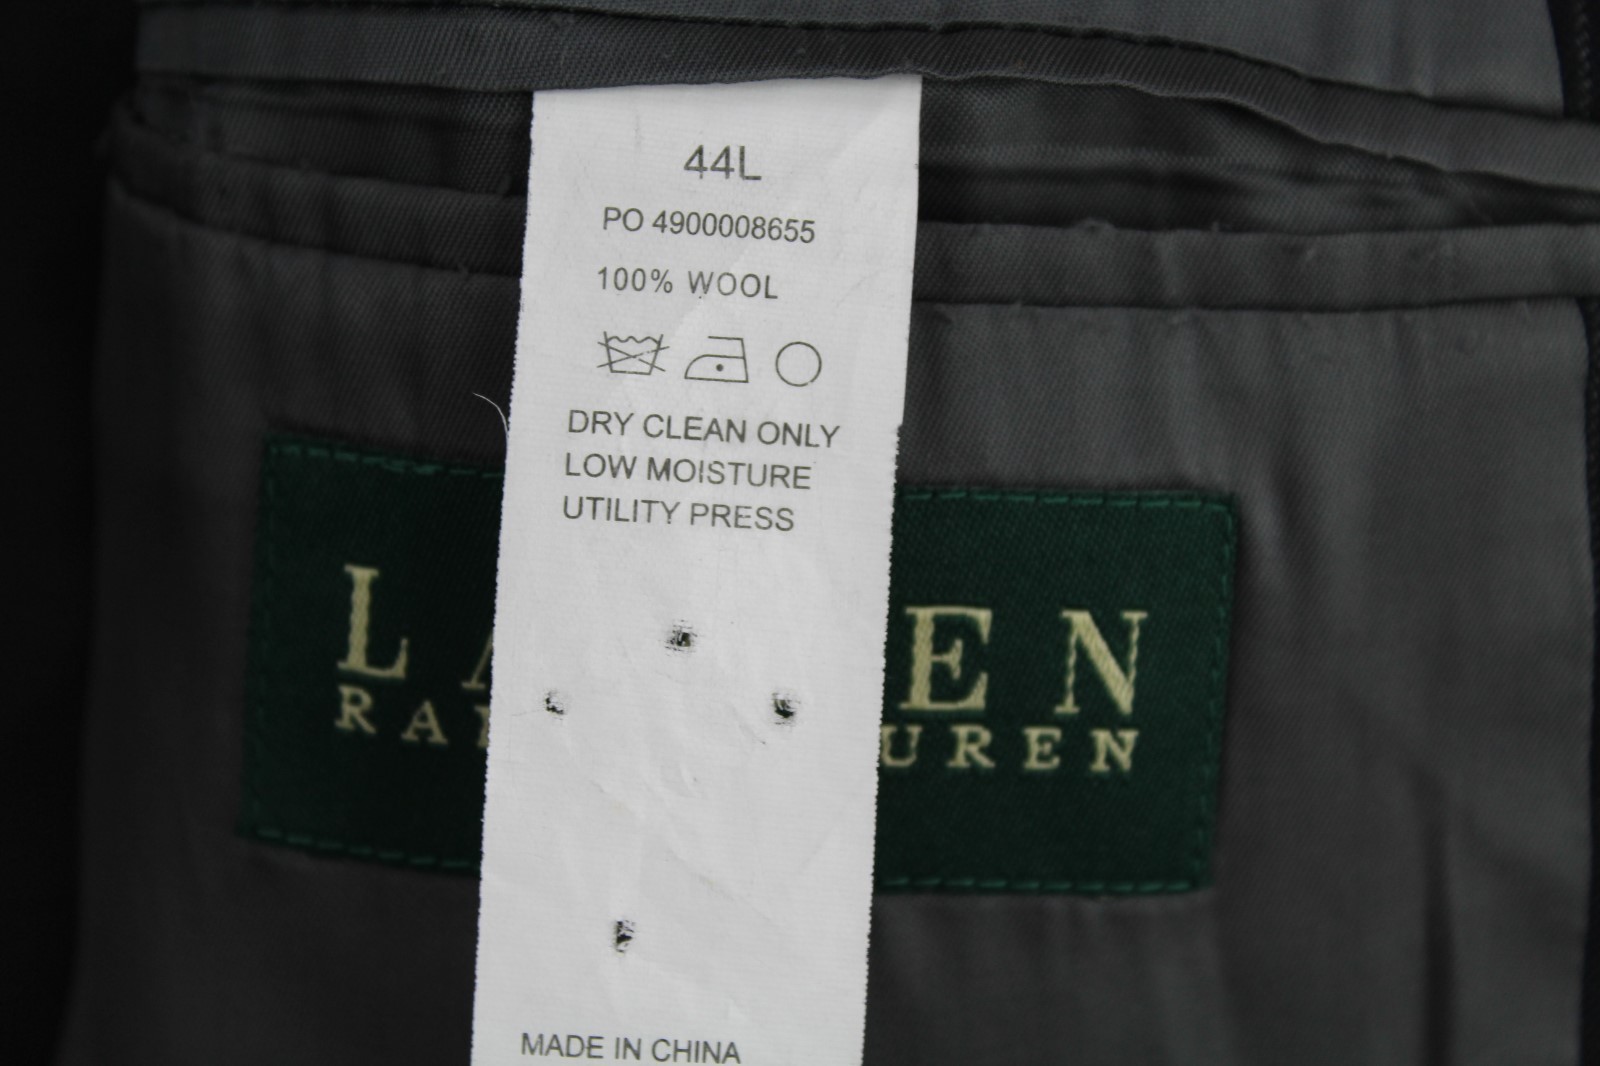 44L
PO 4900008655
100% WOOL
DRY CLEAN ONLY
LOW MOISTURE
UTILITY PRESS
MADE IN CHINA